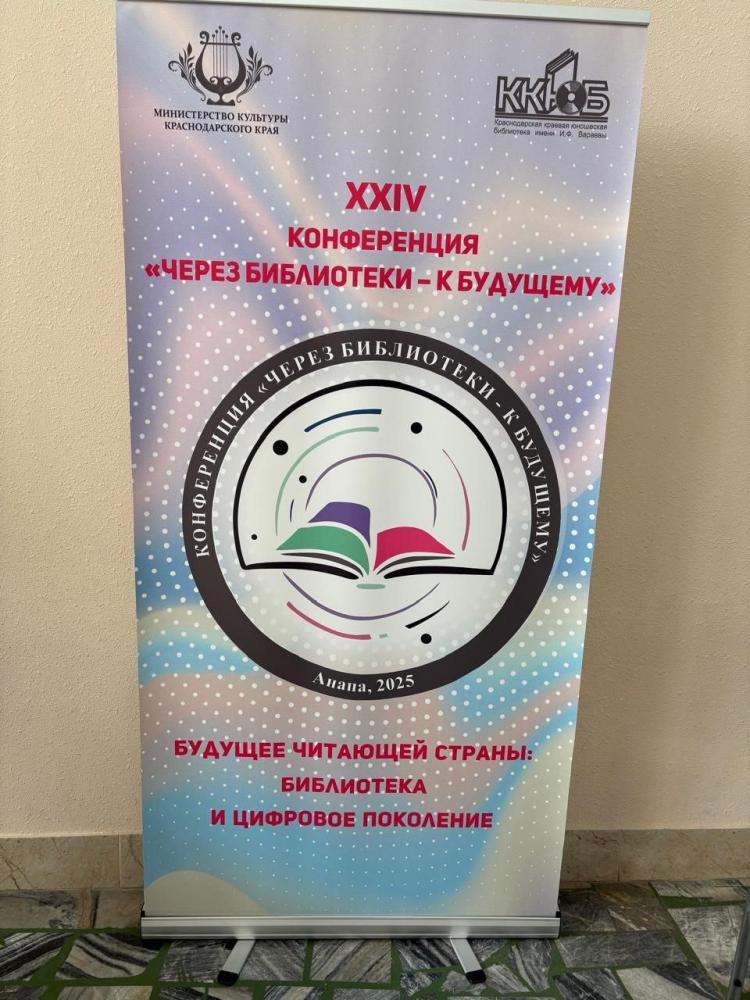 МИНИСТЕРСТВО КУЛЬТУРЫ
КРАСНОДАРСКОГО КРАЯ
ККЮБ
Краснодарская краевая юношеская
библиотека имени И.Ф. Вараввы
XXIV
КОНФЕРЕНЦИЯ
«ЧЕРЕЗ БИБЛИОТЕКИ – К БУДУЩЕМУ»
КОНФЕРЕНЦИЯ «ЧЕРЕЗ БИБЛИОТЕКИ - К БУДУЩЕМУ»
Анапа, 2025
БУДУЩЕЕ ЧИТАЮЩЕЙ СТРАНЫ:
БИБЛИОТЕКА
И ЦИФРОВОЕ ПОКОЛЕНИЕ